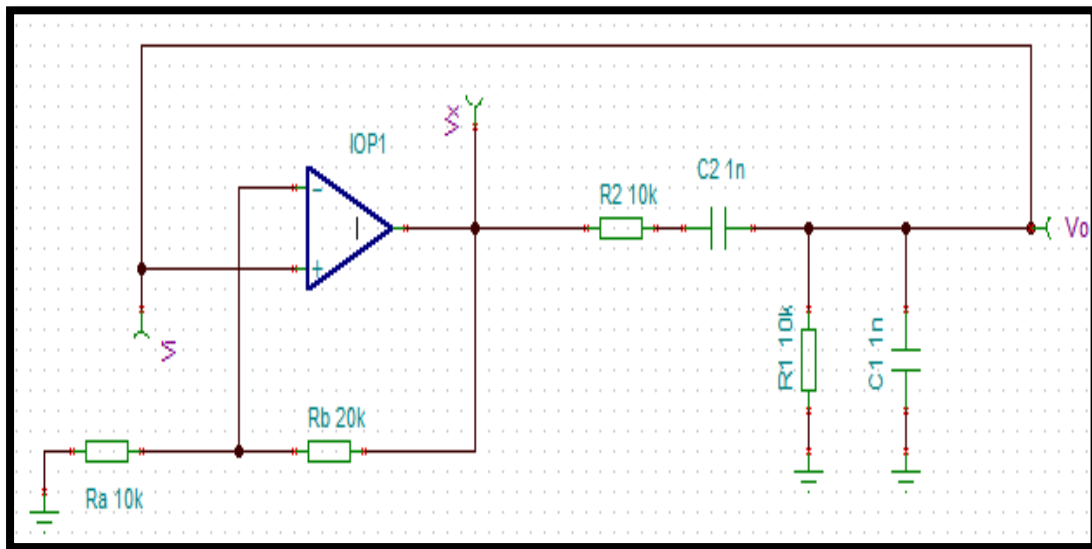 Vx
IOP1
C2 1n
R2 10k
Vo
Vi
R1 10k
C1 1n
Rb 20k
Ra 10k